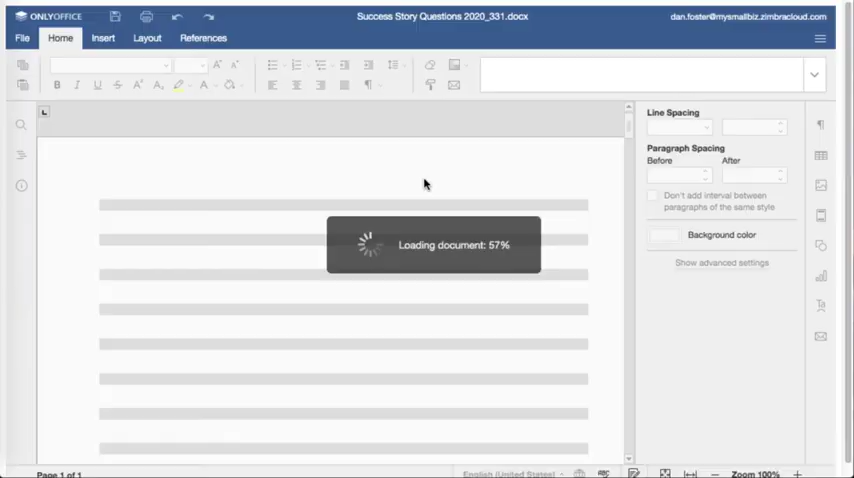 ONLYOFFICE
Success Story Questions 2020_331.docx
dan.foster@mysmallbiz.zimbracloud.com
File Home Insert Layout References
Line Spacing
Paragraph Spacing
Before After
Don't add interval between
paragraphs of the same style
Background color
Show advanced settings
Loading document: 57%
Page 1 of 1
English (United States)
Zoom 100%